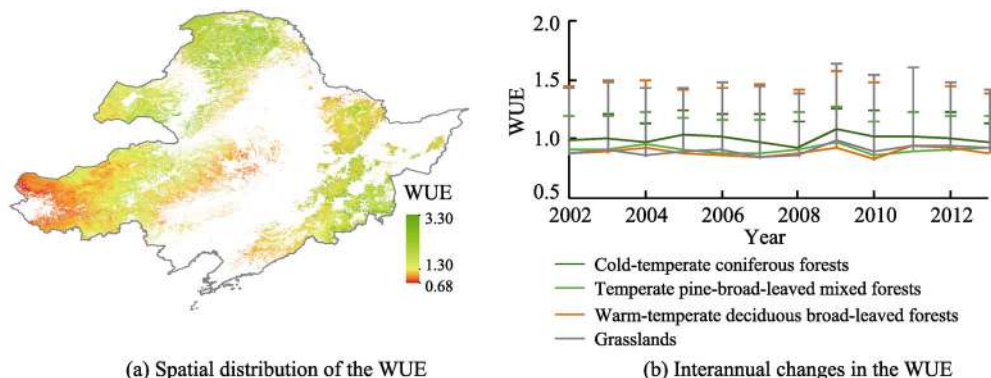 WUE
3.30
1.30
0.68
(a) Spatial distribution of the WUE
2.0
1.5
1.0
0.5
WUE
2002 2004 2006 2008 2010 2012
Year
Cold-temperate coniferous forests
Temperate pine-broad-leaved mixed forests
Warm-temperate deciduous broad-leaved forests
Grasslands
(b) Interannual changes in the WUE